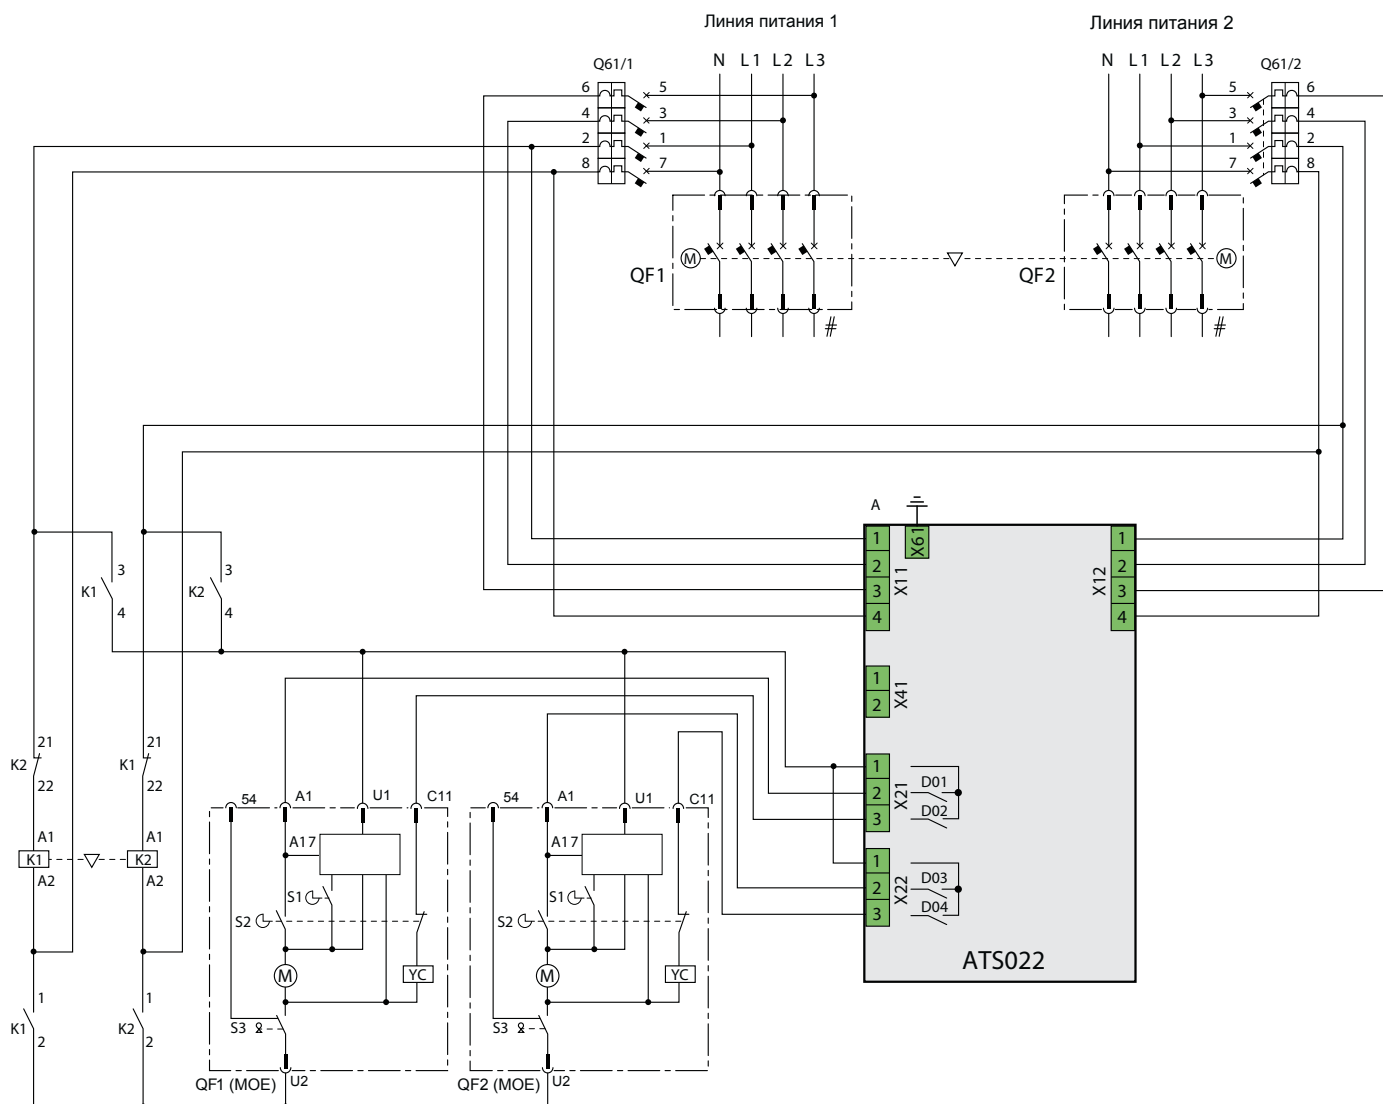 Линия питания 1
Линия питания 2
Q61/1
N L1 L2 L3
N L1 L2 L3
Q61/2
6 5
4 3
2 1
8 7
5 6
3 4
1 2
7 8
M
QF1
#
QF2
M
#
A
X61
1
2
3
4
X11
1
2
3
4
X12
3
K1
4
3
K2
4
1
2
X41
21
K2
22
21
K1
22
1
2
3
X21
D01
D02
1
2
3
X22
D03
D04
ATS022
A1
K1
A2
A1
K2
A2
54 A1 U1 C11
A17
S1
S2
M
YC
S3
QF1 (MOE) U2
54 A1 U1 C11
A17
S1
S2
M
YC
S3
QF2 (MOE) U2
1
K1
2
1
K2
2